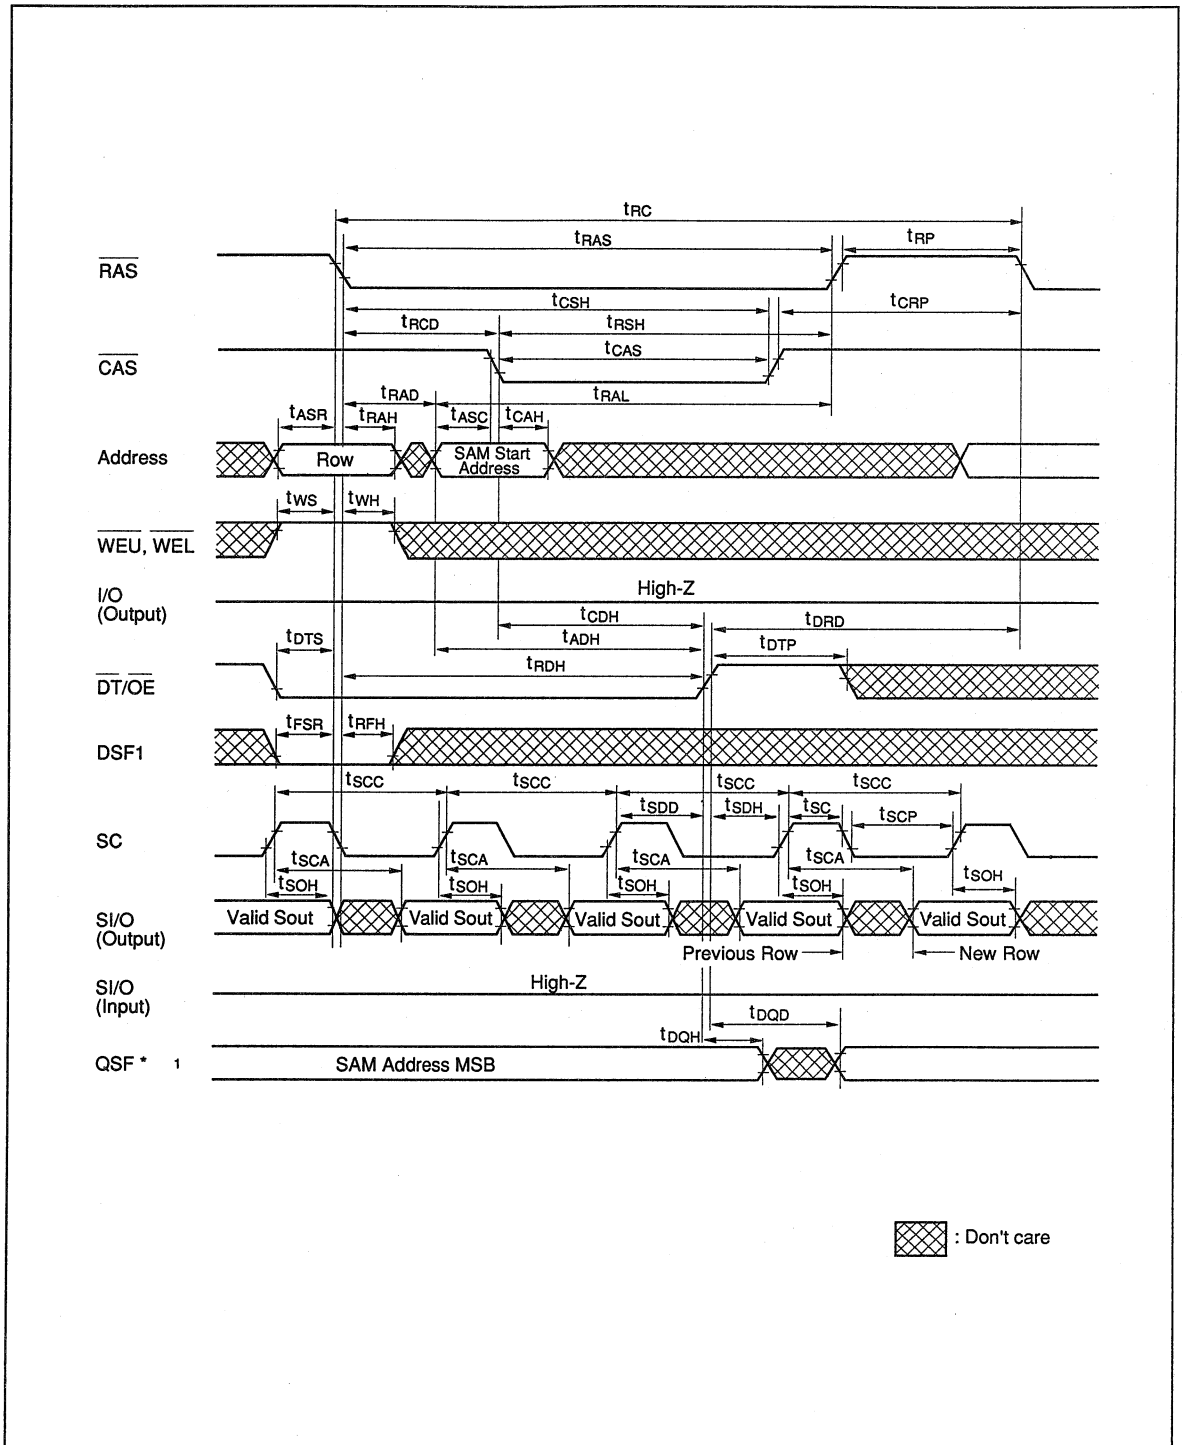 tRC
tRAS tRP
RAS
tCSH tCRP
tRCD tRSH
CAS tCAS
tRAD tRAL
tASR tRAH tASC tCAH
Address Row SAM Start Address
tWS tWH
WEU, WEL
I/O (Output) High-Z
tCDH tDRD
tDTS tADH tDTP
tRDH
DT/OE
tFSR tRFH
DSF1
tSCC tSCC tSCC tSCC
tSDD tSDH tSC tSCP
SC
tSCA tSCA tSCA tSCA
tSOH tSOH tSOH tSOH tSOH
SI/O (Output) Valid Sout Valid Sout Valid Sout Valid Sout Valid Sout
Previous Row New Row
SI/O (Input) High-Z
tDQD
tDQH
QSF * 1 SAM Address MSB
: Don't care